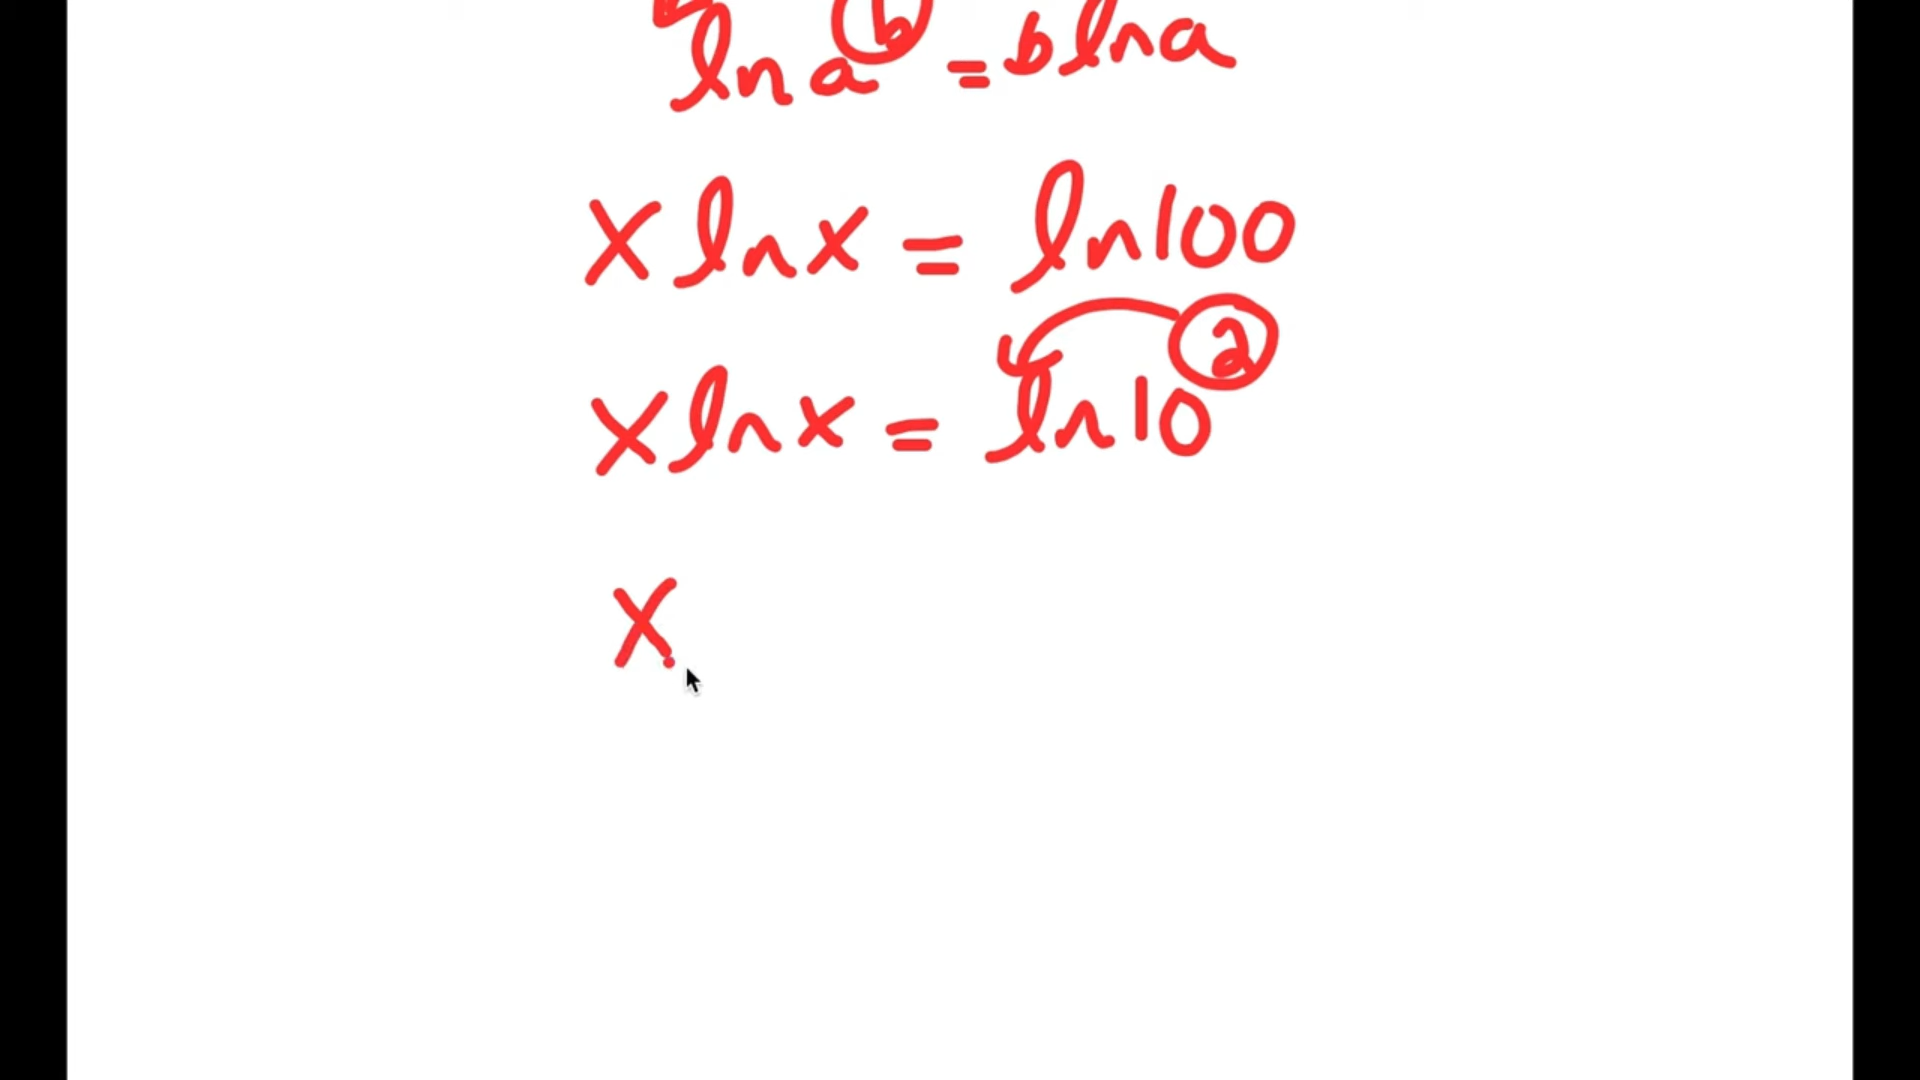 ln a^b = b ln a
x ln x = ln 100
x ln x = ln 10^2
x